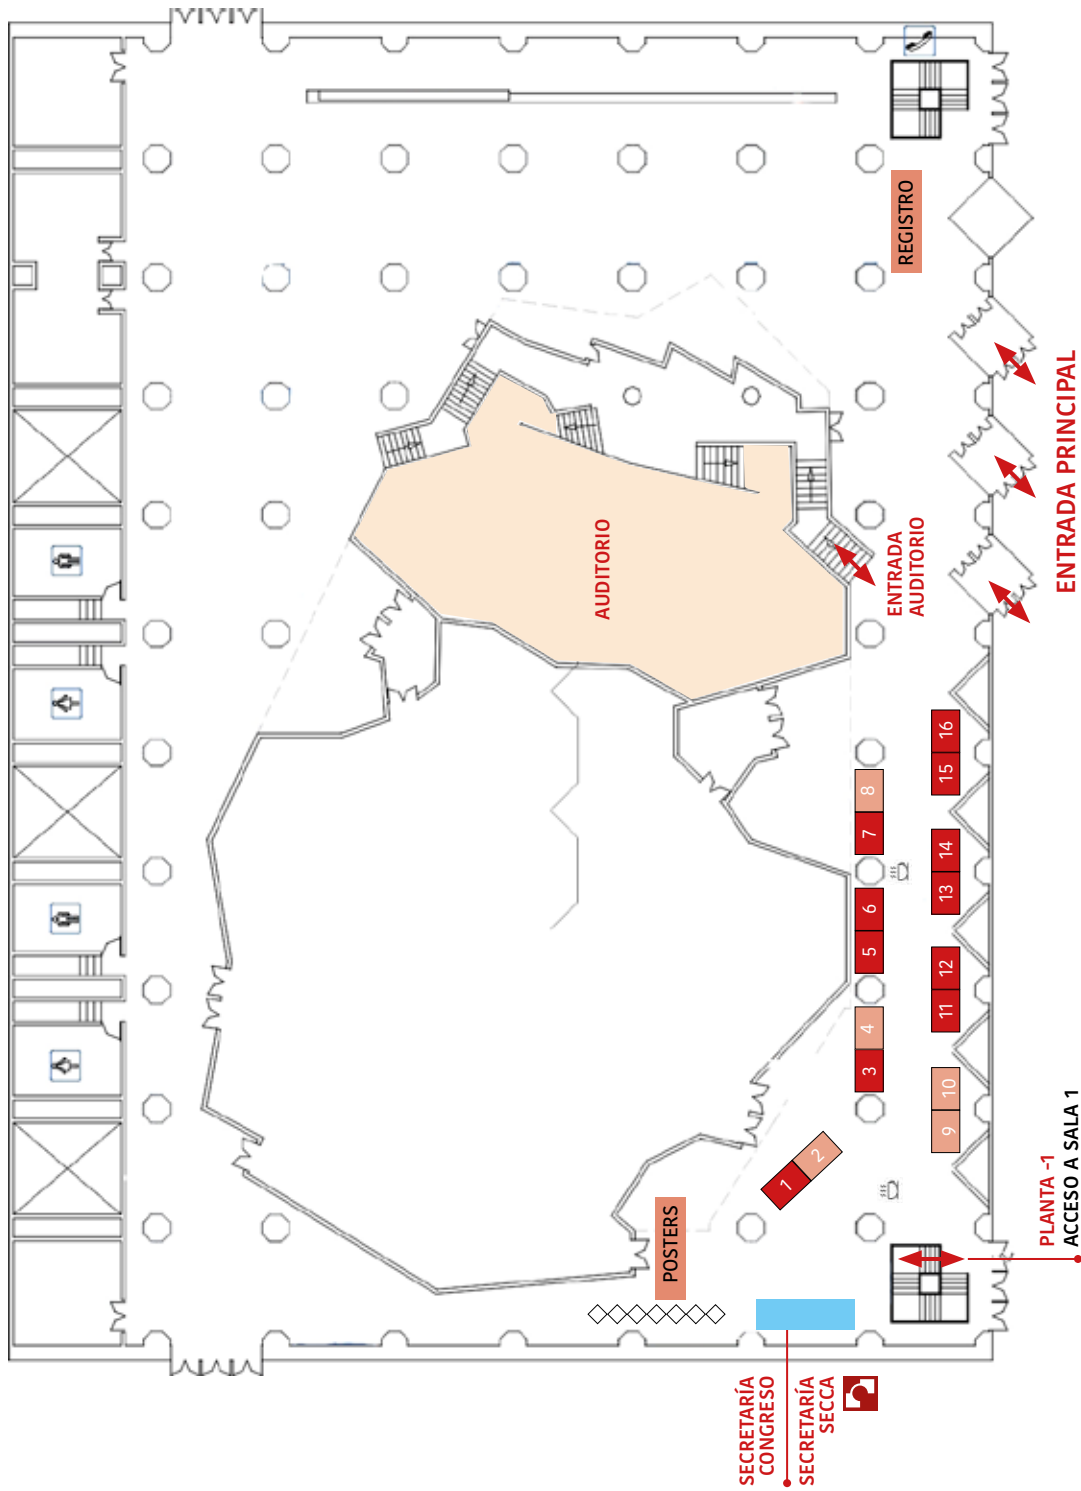 REGISTRO
ENTRADA PRINCIPAL
AUDITORIO
ENTRADA
AUDITORIO
16
15
14
13
12
11
10
9
8
7
6
5
4
3
2
1
POSTERS
PLANTA -1
ACCESO A SALA 1
SECRETARÍA
CONGRESO
SECRETARÍA
SECCA